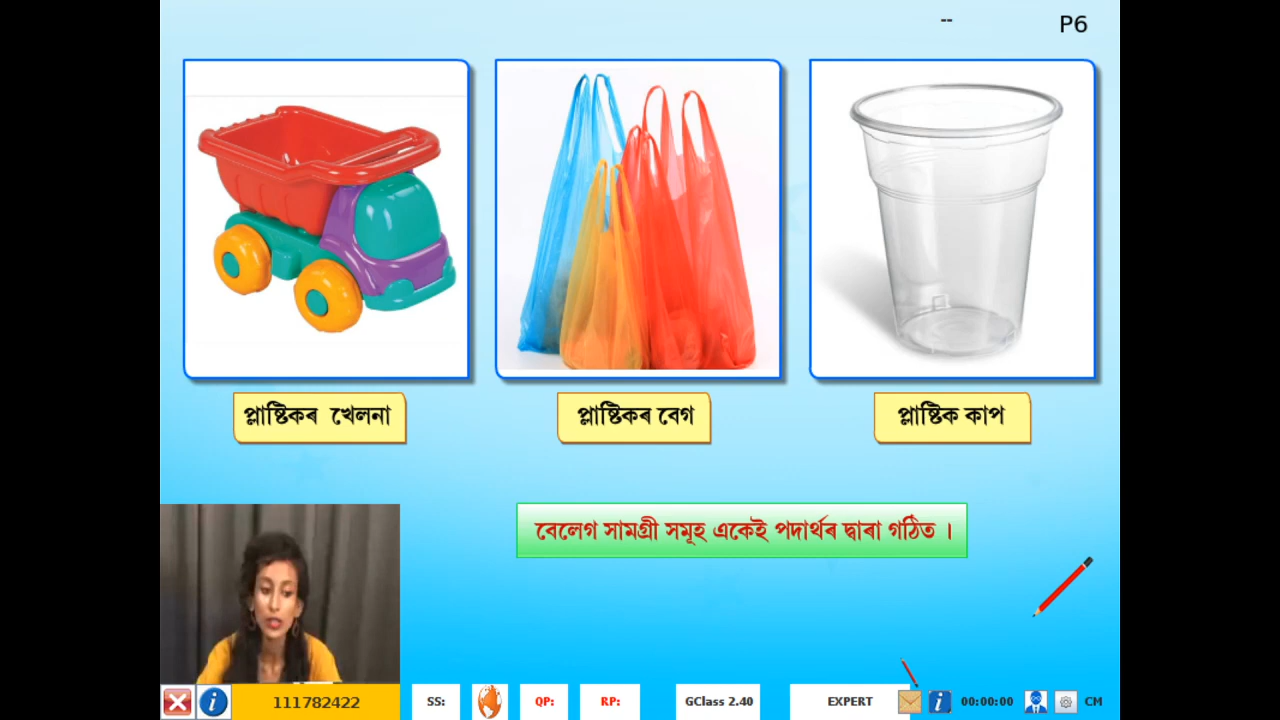 --
P6
প্লাষ্টিকৰ খেলনা
প্লাষ্টিকৰ বেগ
প্লাষ্টিক কাপ
বেলেগ সামগ্ৰী সমূহ একেই পদাৰ্থৰ দ্বাৰা গঠিত ।
111782422
SS:
QP:
RP:
GClass 2.40
EXPERT
00:00:00
CM